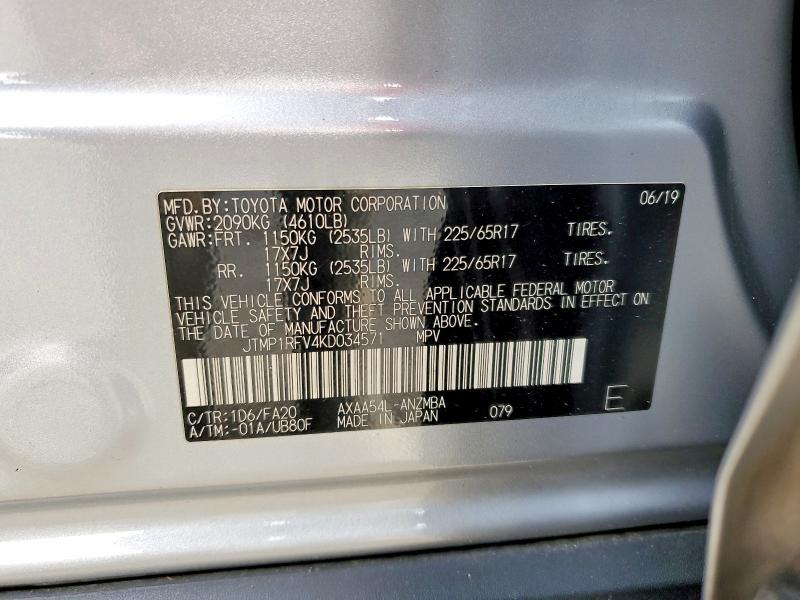 MFD.BY:TOYOTA MOTOR CORPORATION 06/19
GVWR:2090KG (4610LB)
GAWR:FRT. 1150KG (2535LB) WITH 225/65R17 TIRES.
17X7J RIMS.
RR. 1150KG (2535LB) WITH 225/65R17 TIRES.
17X7J RIMS.
THIS VEHICLE CONFORMS TO ALL APPLICABLE FEDERAL MOTOR
VEHICLE SAFETY AND THEFT PREVENTION STANDARDS IN EFFECT ON
THE DATE OF MANUFACTURE SHOWN ABOVE.
JTMP1RFV4KD034571 MPV
C/TR:1D6/FA20 AXAA54L-ANZMBA 079 E
A/TM:-01A/UB80F MADE IN JAPAN